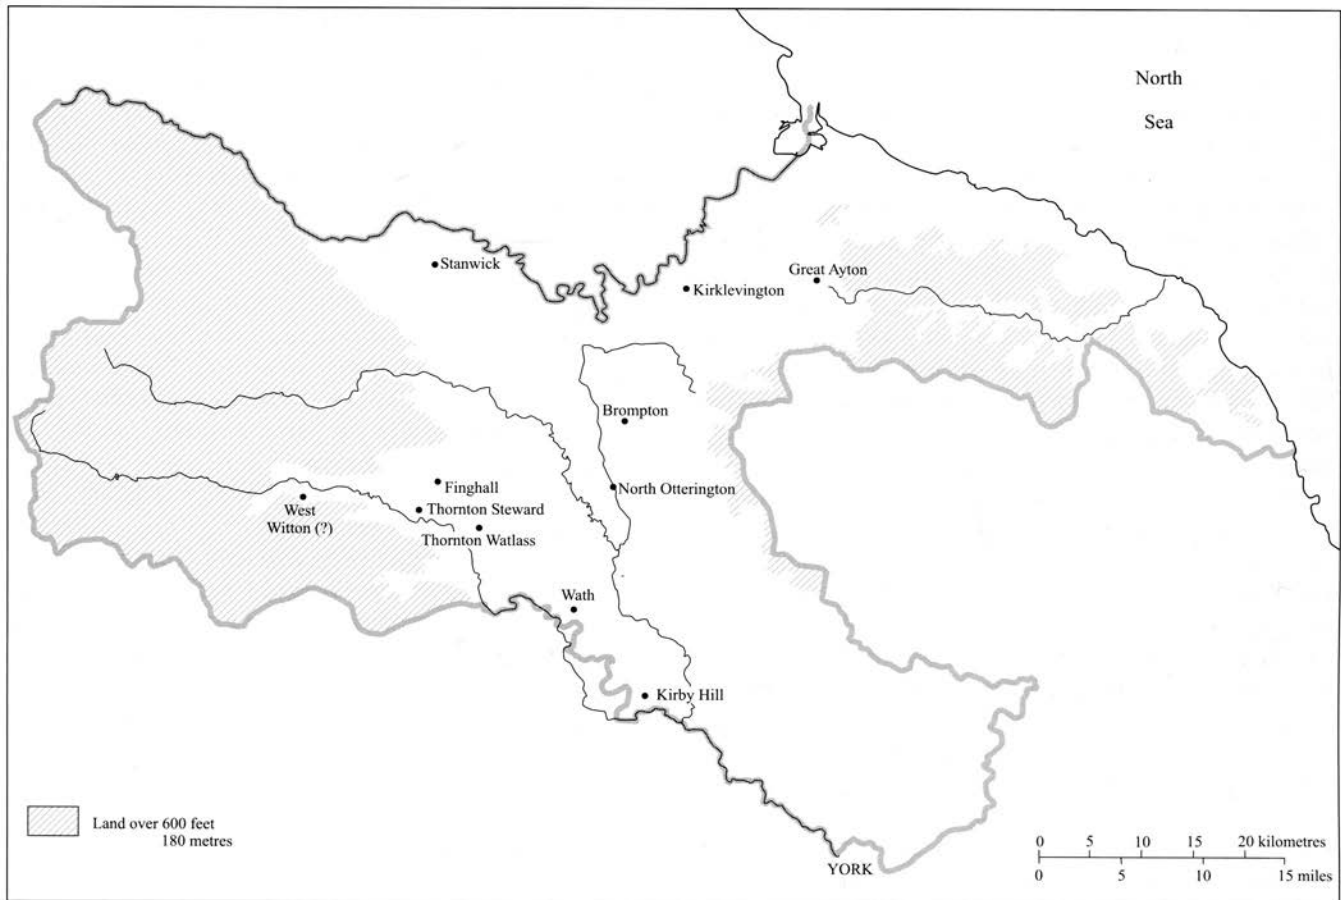 North
Sea
Stanwick
Kirklevington
Great Ayton
Brompton
North Otterington
Finghall
Thornton Steward
West
Witton (?)
Thornton Watlass
Wath
Kirby Hill
YORK
Land over 600 feet
180 metres
0 5 10 15 20 kilometres
0 5 10 15 miles